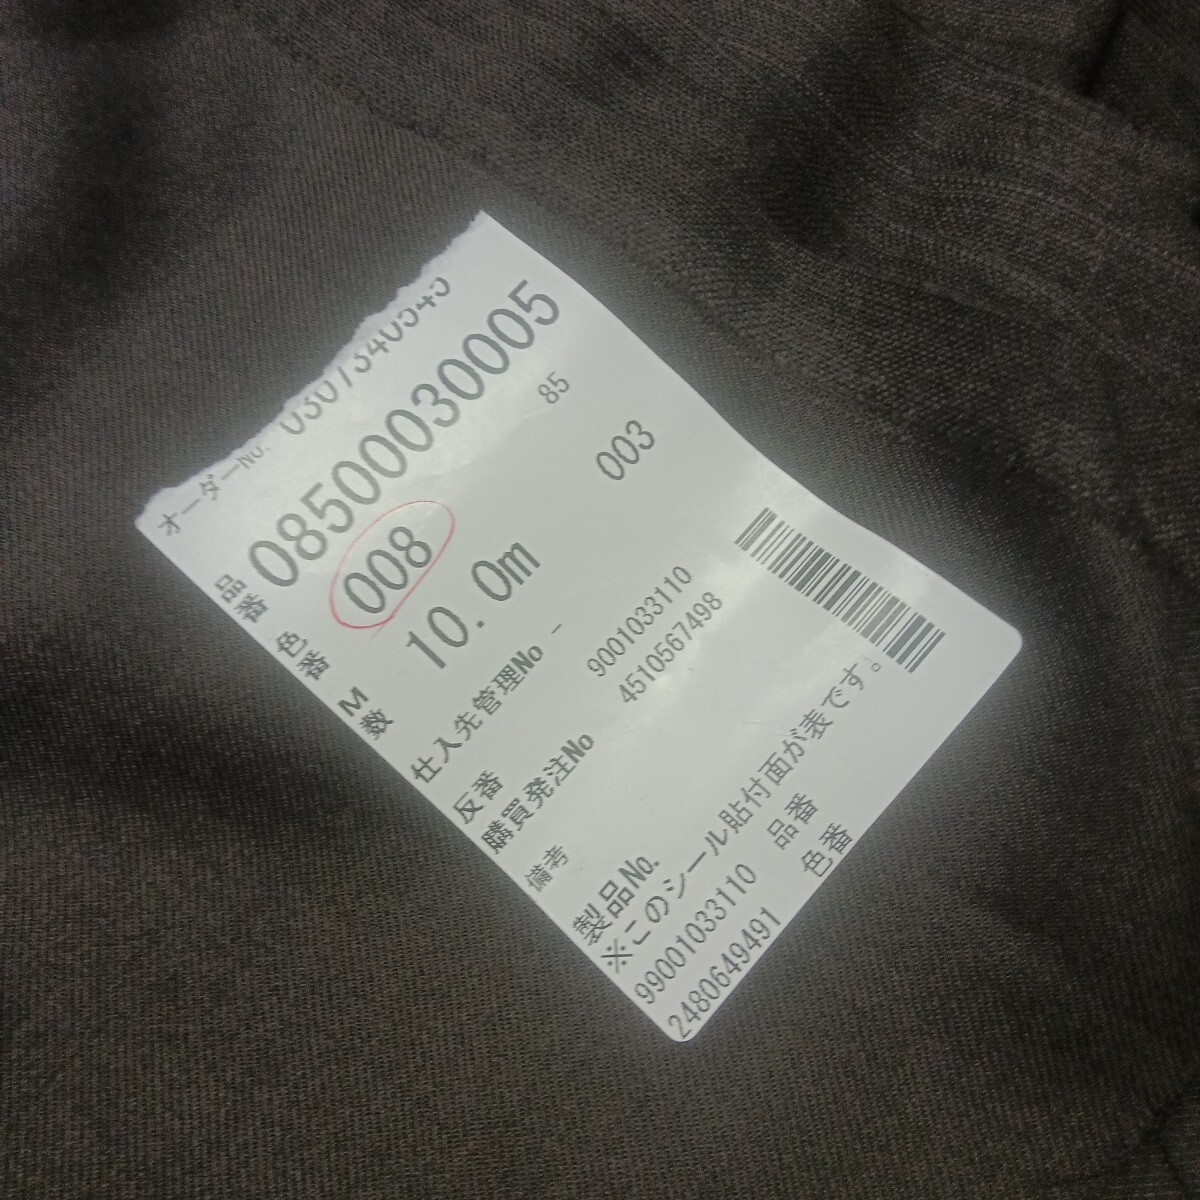 オーダーNo. 0307340545
品番 08500030005
85
色番 008 003
M数 10.0m
仕入先管理No -
反番 9001033110
購買発注No 4510567498
備考
製品No.
※このシール貼付面が表です。
99001033110 品番
2480649491 色番